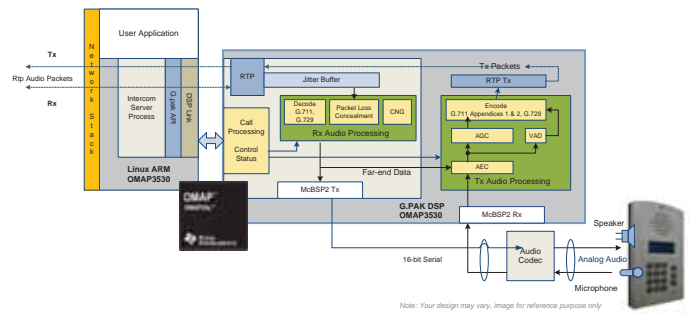 User Application
Network Stack
Tx
Rtp Audio Packets
Rx
Intercom
Server
Process
G.pak API
DSP Link
Linux ARM
OMAP3530
RTP
Jitter Buffer
Call
Processing
Control
Status
Decode
G.711,
G.729
Packet Loss
Concealment
CNG
Rx Audio Processing
Far-end Data
McBSP2 Tx
Tx Packets
RTP Tx
Encode
G.711 Appendices 1 & 2, G.729
AGC
VAD
AEC
Tx Audio Processing
G.PAK DSP
OMAP3530
McBSP2 Rx
OMAP
Texas
Instruments
16-bit Serial
Audio
Codec
Speaker
Analog Audio
Microphone
Note: Your design may vary, image for reference purpose only